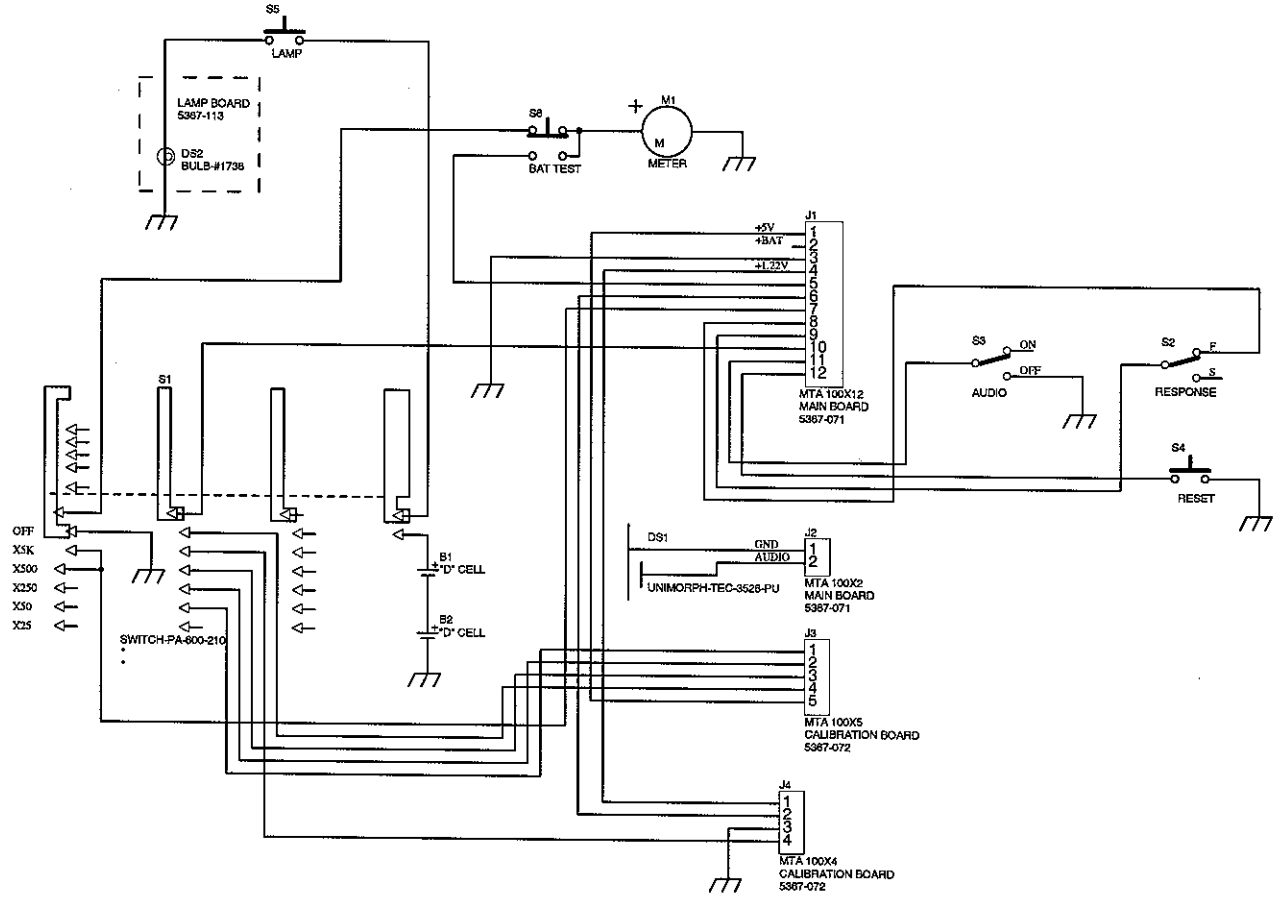 S5
LAMP
LAMP BOARD
5367-113
DS2
BULB-#1738
S6
BAT TEST
+
M1
M
METER
J1
+5V
+BAT
+1.22V
1
2
3
4
5
6
7
8
9
10
11
12
MTA 100X12
MAIN BOARD
5367-071
S3
ON
OFF
AUDIO
S2
F
S
RESPONSE
S4
RESET
S1
OFF
X5K
X500
X250
X50
X25
SWITCH-PA-600-210
+
B1
"D" CELL
+
B2
"D" CELL
DS1
GND
AUDIO
UNIMORPH-TEC-3526-PU
J2
1
2
MTA 100X2
MAIN BOARD
5367-071
J3
1
2
3
4
5
MTA 100X5
CALIBRATION BOARD
5367-072
J4
1
2
3
4
MTA 100X4
CALIBRATION BOARD
5367-072